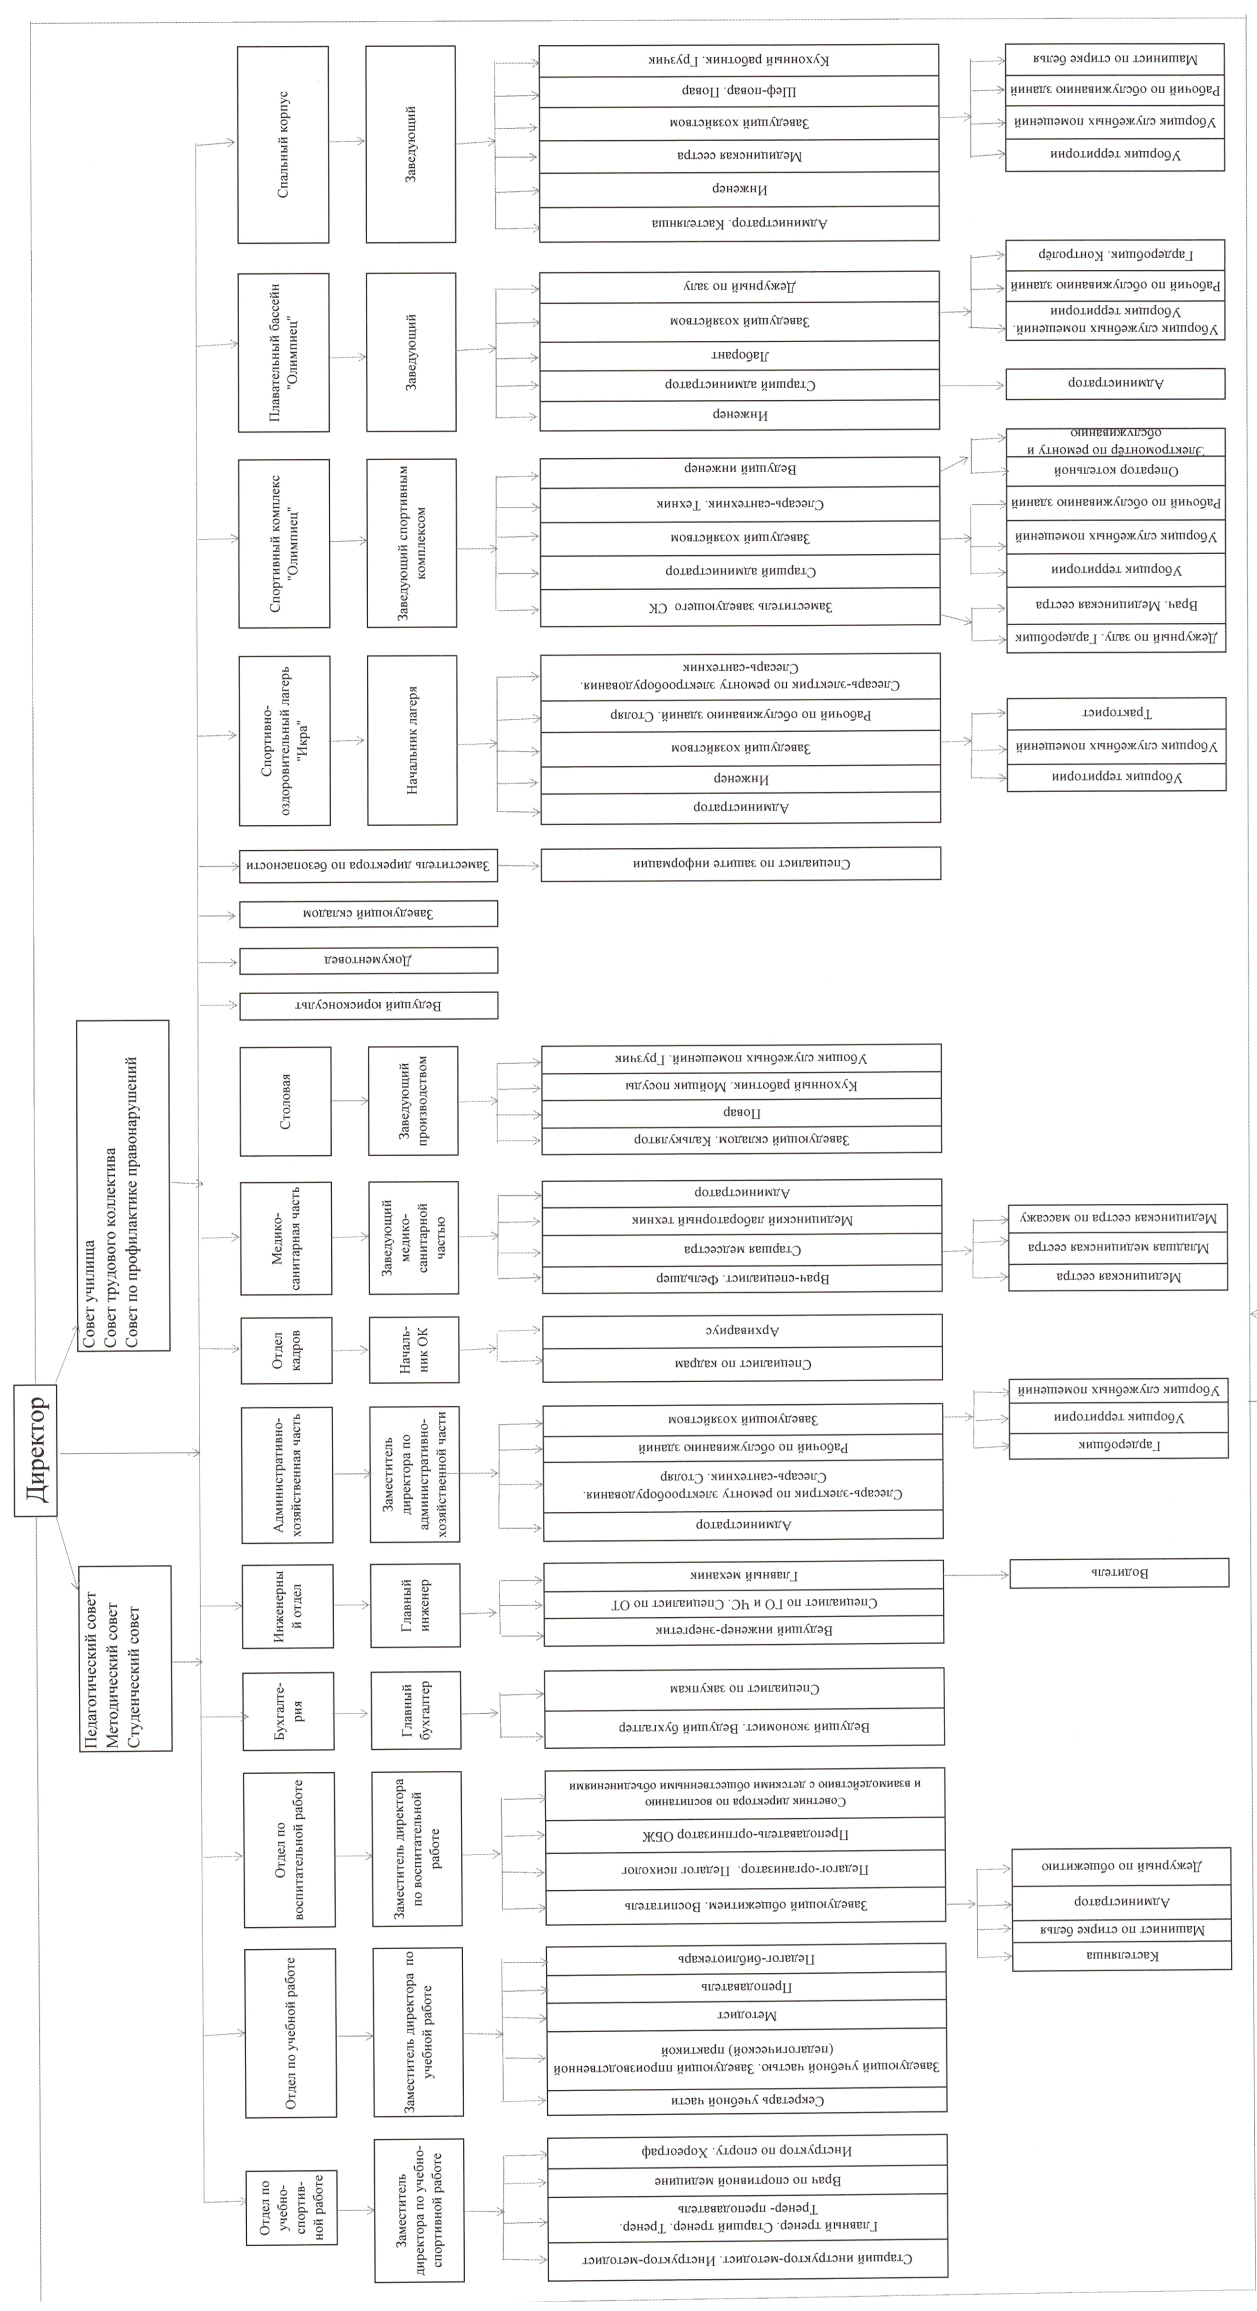 Директор
Педагогический совет
Методический совет
Студенческий совет
Совет училища
Совет трудового коллектива
Совет по профилактике правонарушений
Отдел по
учебно-
спортив-
ной работе
Заместитель
директора по учебно-
спортивной работе
Старший инструктор-методист. Инструктор-методист
Главный тренер. Старший тренер. Тренер.
Тренер- преподаватель
Врач по спортивной медицине
Инструктор по спорту. Хореограф
Отдел по учебной работе
Заместитель директора по
учебной работе
Секретарь учебной части
Заведующий учебной частью. Заведующий ппроизводственной
(педагогической) практикой
Методист
Преподаватель
Педагог-библиотекарь
Отдел по
воспитательной работе
Заместитель директора
по воспитательной
работе
Заведующий общежитием. Воспитатель
Педагог-организатор. Педагог психолог
Преподаватель-оргпнизатор ОБЖ
Советник директора по воспитанию
и взаимодействию с детскими общественными объединениями
Кастелянша
Машинист по стирке белья
Администратор
Дежурный по общежитию
Бухгалте-
рия
Главный
бухгалтер
Ведущий экономист. Ведущий бухгалтер
Специалист по закупкам
Инженерны
й отдел
Главный
инженер
Ведущий инженер-энергетик
Специалист по ГО и ЧС. Специалист по ОТ
Главный механик
Водитель
Административно-
хозяйственная часть
Заместитель
директора по
административно-
хозяйственной части
Администратор
Слесарь-электрик по ремонту электрооборудования.
Слесарь-сантехник. Столяр
Рабочий по обслуживанию зданий
Заведующий хозяйством
Гардеробщик
Уборщик территории
Уборщик служебных помещений
Отдел
кадров
Началь-
ник ОК
Специалист по кадрам
Архивариус
Медико-
санитарная часть
Заведующий
медико-
санитарной
частью
Врач-специалист. Фельдшер
Старшая медсестра
Медицинский лабораторный техник
Администратор
Медицинская сестра
Младшая медицинская сестра
Медицинская сестра по массажу
Столовая
Заведующий
производством
Заведующий складом. Калькулятор
Повар
Кухонный работник. Мойщик посуды
Убощик служебных помещений. Грузчик
Ведущий юрисконсульт
Документовед
Заведующий складом
Заместитель директора по безопасности
Специалист по защите информации
Спортивно-
оздоровительный лагерь
"Икра"
Начальник лагеря
Администратор
Инженер
Заведующий хозяйством
Рабочий по обслуживанию зданий. Столяр
Слесарь-электрик по ремонту электрооборудования.
Слесарь-сантехник
Уборщик территории
Уборщик служебных помещений
Тракторист
Спортивный комплекс
"Олимпиец"
Заведующий спортивным
комплексом
Заместитель заведующего СК
Старший администратор
Заведующий хозяйством
Слесарь-сантехник. Техник
Ведущий инженер
Дежурный по залу. Гардеробщик
Врач. Медицинская сестра
Уборщик территории
Уборщик служебных помещений
Рабочий по обслуживанию зданий
Оператор котельной
Электромонтёр по ремонту и
обслуживанию
Плавательный бассейн
"Олимпиец"
Заведующий
Инженер
Старший администратор
Лаборант
Заведующий хозяйством
Дежурный по залу
Администратор
Уборщик служебных помещений.
Уборщик территории
Рабочий по обслуживанию зданий
Гардеробщик. Контролёр
Спальный корпус
Заведующий
Администратор. Кастелянша
Инженер
Медицинская сестра
Заведущий хозяйством
Шеф-повар. Повар
Кухонный работник. Грузчик
Уборщик территории
Уборщик служебных помещений
Рабочий по обслуживанию зданий
Машинист по стирке белья